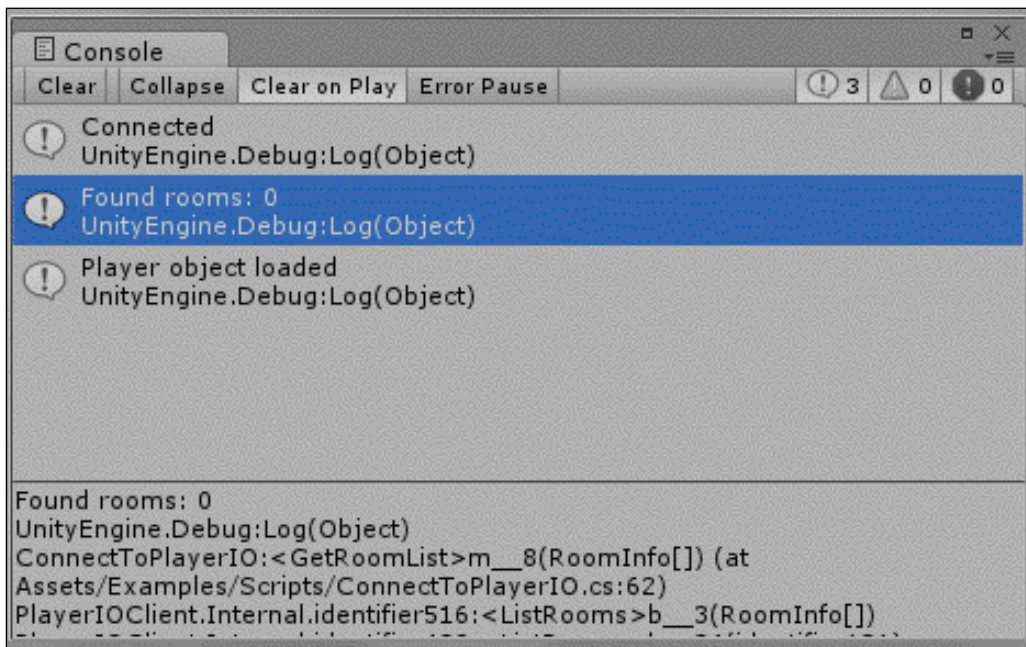 Console
Clear Collapse Clear on Play Error Pause 3 0 0
Connected
UnityEngine.Debug:Log(Object)
Found rooms: 0
UnityEngine.Debug:Log(Object)
Player object loaded
UnityEngine.Debug:Log(Object)
Found rooms: 0
UnityEngine.Debug:Log(Object)
ConnectToPlayerIO:<GetRoomList>m__8(RoomInfo[]) (at
Assets/Examples/Scripts/ConnectToPlayerIO.cs:62)
PlayerIOClient.Internal.identifier516:<ListRooms>b__3(RoomInfo[])